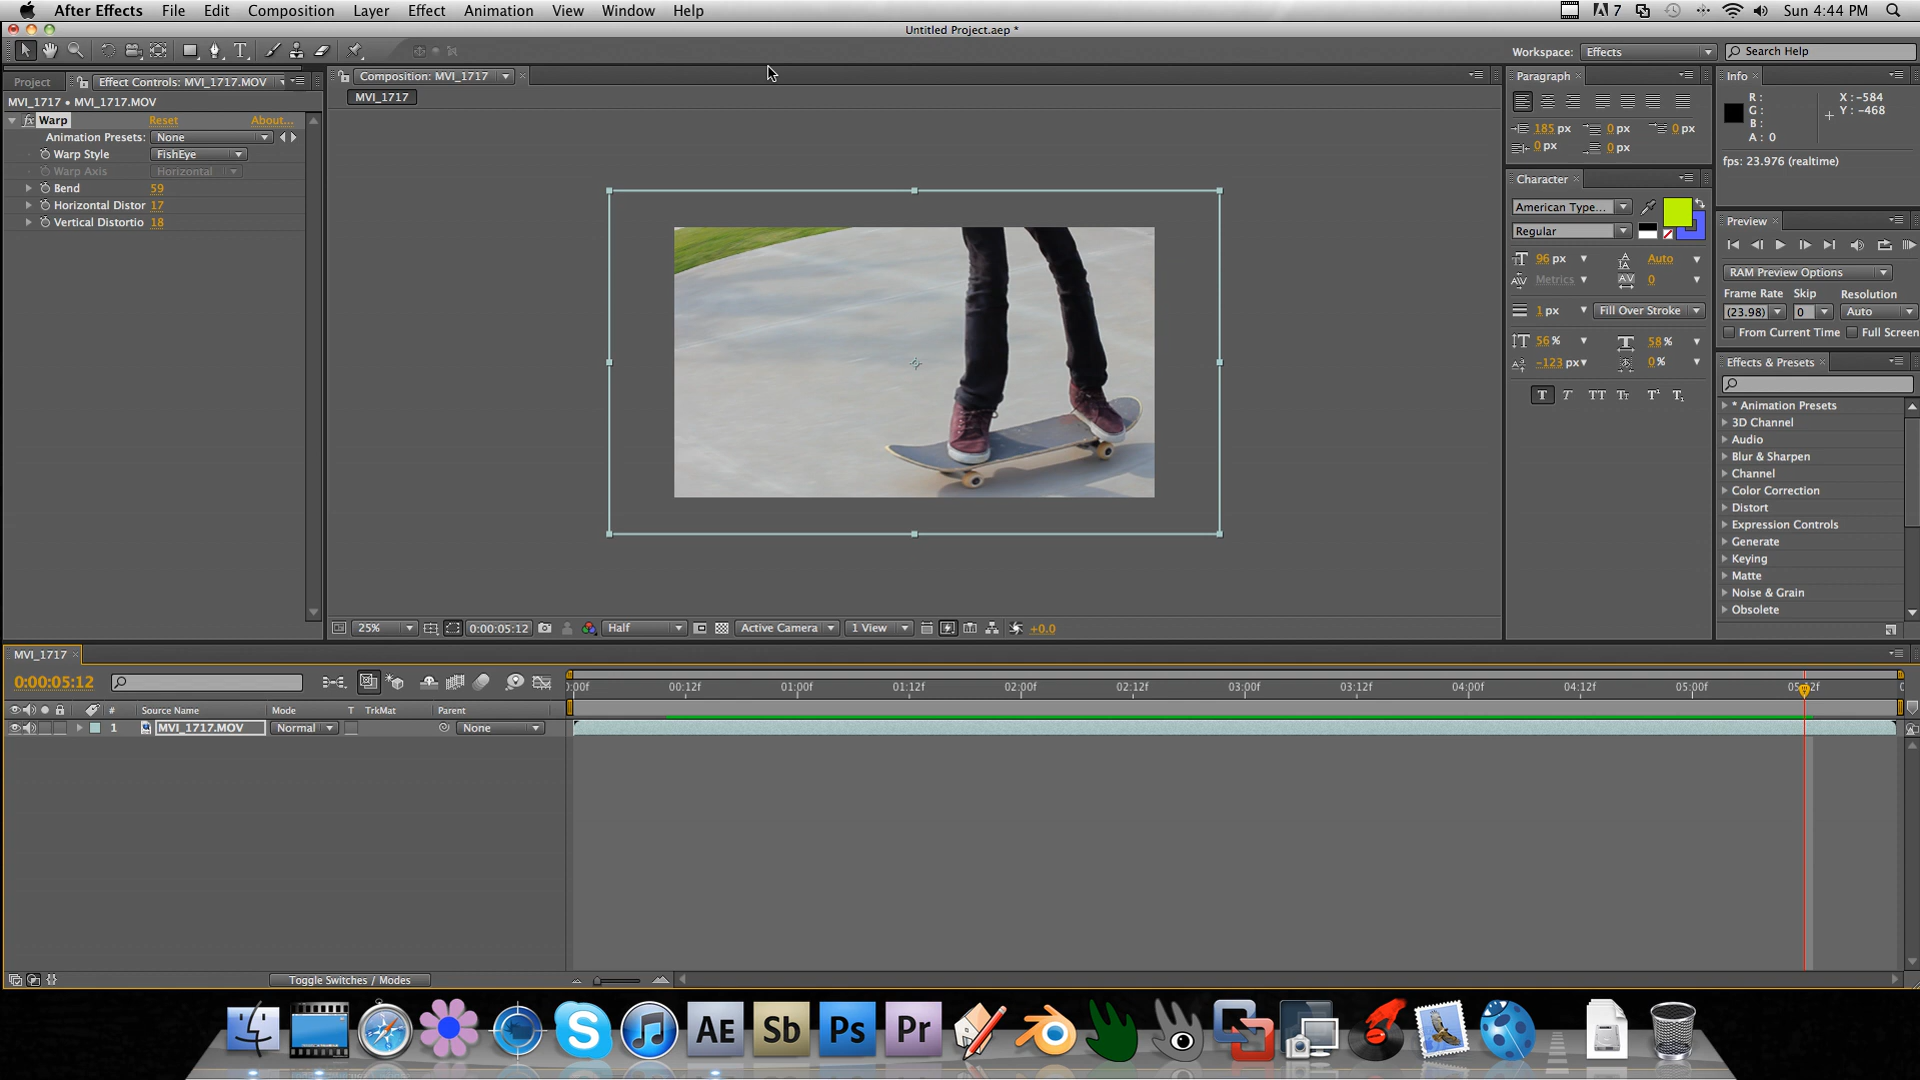 After Effects File Edit Composition Layer Effect Animation View Window Help 7 Sun 4:44 PM
Untitled Project.aep *
Workspace: Effects Search Help
Project Effect Controls: MVI_1717.MOV Composition: MVI_1717 Paragraph Info
MVI_1717 • MVI_1717.MOV MVI_1717
R: X: -584
G: Y: -468
B:
A: 0
fx Warp Reset About...
Animation Presets: None
Warp Style FishEye
Warp Axis Horizontal
Bend 59
Horizontal Distor 17
Vertical Distortio 18
185 px 0 px 0 px
0 px 0 px
fps: 23.976 (realtime)
Character
American Type...
Regular
96 px Auto
Metrics 0
1 px Fill Over Stroke
56 % 58 %
-123 px 0 %
T T TT Tr T¹ T₁
Preview
RAM Preview Options
Frame Rate Skip Resolution
(23.98) 0 Auto
From Current Time Full Screen
Effects & Presets
* Animation Presets
3D Channel
Audio
Blur & Sharpen
Channel
Color Correction
Distort
Expression Controls
Generate
Keying
Matte
Noise & Grain
Obsolete
25% 0:00:05:12 Half Active Camera 1 View +0.0
MVI_1717
0:00:05:12
:00f 00:12f 01:00f 01:12f 02:00f 02:12f 03:00f 03:12f 04:00f 04:12f 05:00f 05:12f
# Source Name Mode T TrkMat Parent
1 MVI_1717.MOV Normal None
Toggle Switches / Modes
AE Sb Ps Pr